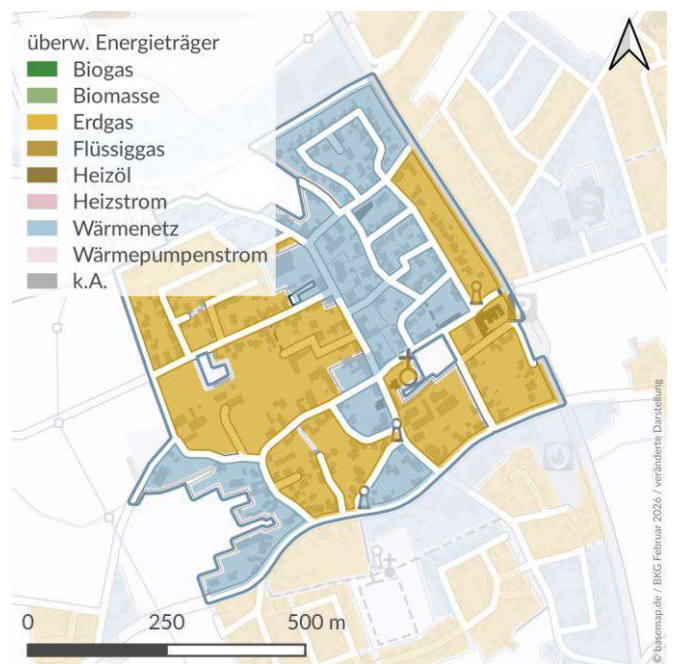 überw. Energieträger
Biogas
Biomasse
Erdgas
Flüssiggas
Heizöl
Heizstrom
Wärmenetz
Wärmepumpenstrom
k.A.
0 250 500 m
© basemap.de / BKG Februar 2026 / veränderte Darstellung